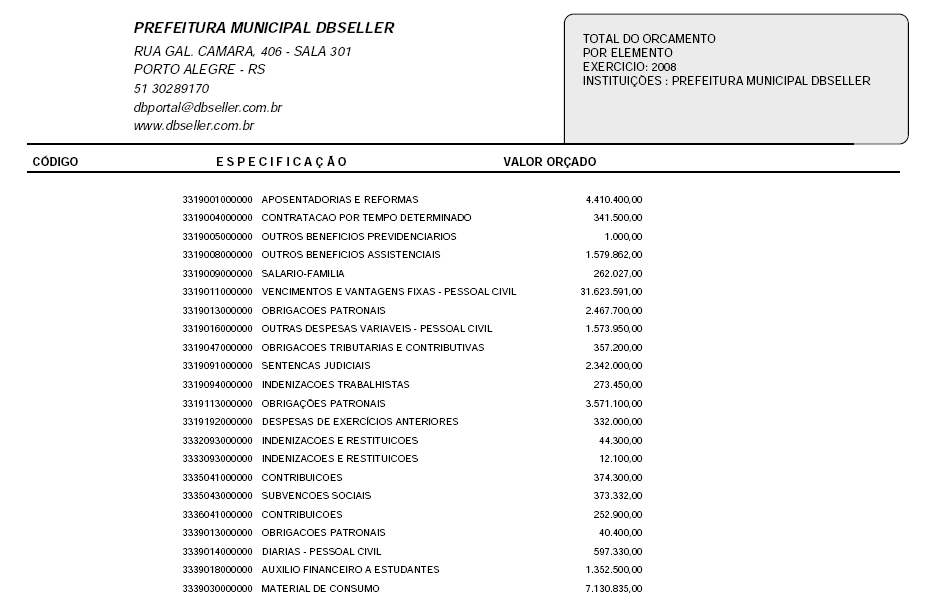 PREFEITURA MUNICIPAL DBSELLER
RUA GAL. CAMARA, 406 - SALA 301
PORTO ALEGRE - RS
51 30289170
dbportal@dbseller.com.br
www.dbseller.com.br
TOTAL DO ORCAMENTO
POR ELEMENTO
EXERCICIO: 2008
INSTITUIÇÕES : PREFEITURA MUNICIPAL DBSELLER
CÓDIGO ESPECIFICAÇÃO VALOR ORÇADO
3319001000000 APOSENTADORIAS E REFORMAS 4.410.400,00
3319004000000 CONTRATACAO POR TEMPO DETERMINADO 341.500,00
3319005000000 OUTROS BENEFICIOS PREVIDENCIARIOS 1.000,00
3319008000000 OUTROS BENEFICIOS ASSISTENCIAIS 1.579.862,00
3319009000000 SALARIO-FAMILIA 262.027,00
3319011000000 VENCIMENTOS E VANTAGENS FIXAS - PESSOAL CIVIL 31.623.591,00
3319013000000 OBRIGACOES PATRONAIS 2.467.700,00
3319016000000 OUTRAS DESPESAS VARIAVEIS - PESSOAL CIVIL 1.573.950,00
3319047000000 OBRIGACOES TRIBUTARIAS E CONTRIBUTIVAS 357.200,00
3319091000000 SENTENCAS JUDICIAIS 2.342.000,00
3319094000000 INDENIZACOES TRABALHISTAS 273.450,00
3319113000000 OBRIGAÇÕES PATRONAIS 3.571.100,00
3319192000000 DESPESAS DE EXERCÍCIOS ANTERIORES 332.000,00
3332093000000 INDENIZACOES E RESTITUICOES 44.300,00
3333093000000 INDENIZACOES E RESTITUICOES 12.100,00
3335041000000 CONTRIBUICOES 374.300,00
3335043000000 SUBVENCOES SOCIAIS 373.332,00
3336041000000 CONTRIBUICOES 252.900,00
3339013000000 OBRIGACOES PATRONAIS 40.400,00
3339014000000 DIARIAS - PESSOAL CIVIL 597.330,00
3339018000000 AUXILIO FINANCEIRO A ESTUDANTES 1.352.500,00
3339030000000 MATERIAL DE CONSUMO 7.130.835,00